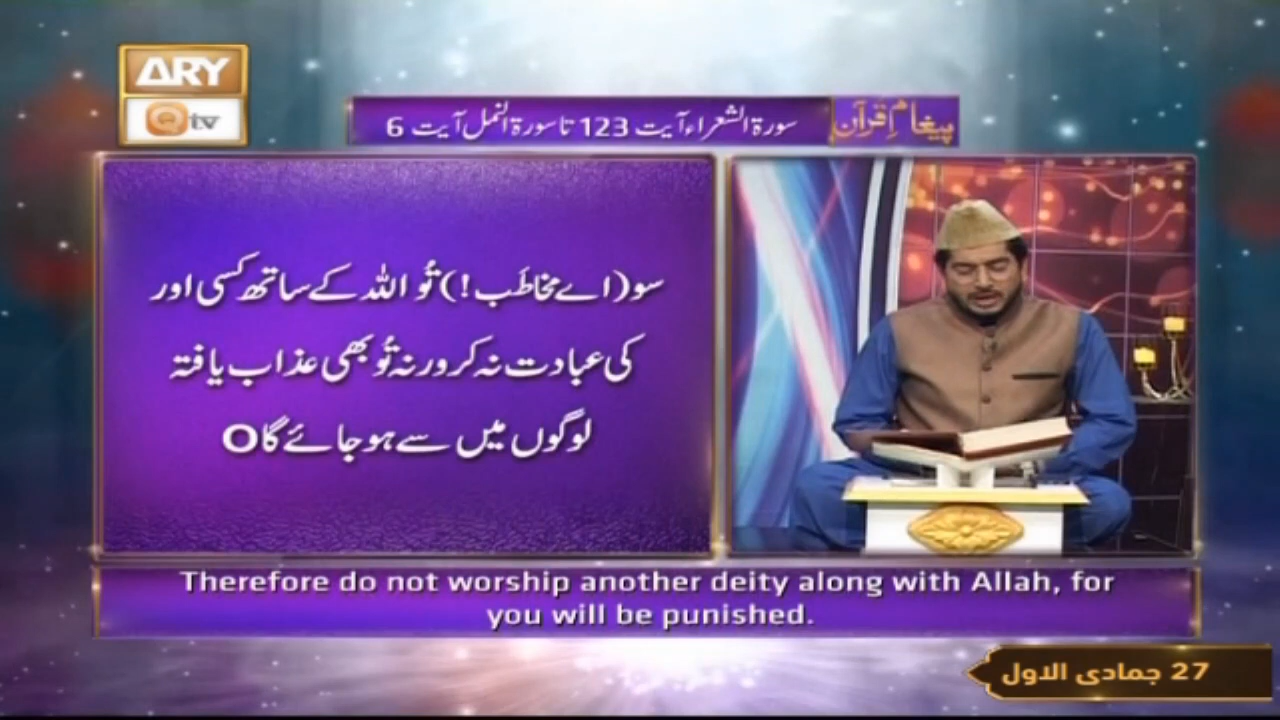 ARY
Qtv
پیغامِ قرآن
سورۃ الشعراء آیت 123 تا سورۃ النمل آیت 6
سو (اے مخاطَب!) تُو اللہ کے ساتھ کسی اور
کی عبادت نہ کر ورنہ تُو بھی عذاب یافتہ
لوگوں میں سے ہو جائے گا O
Therefore do not worship another deity along with Allah, for
you will be punished.
27 جمادی الاول